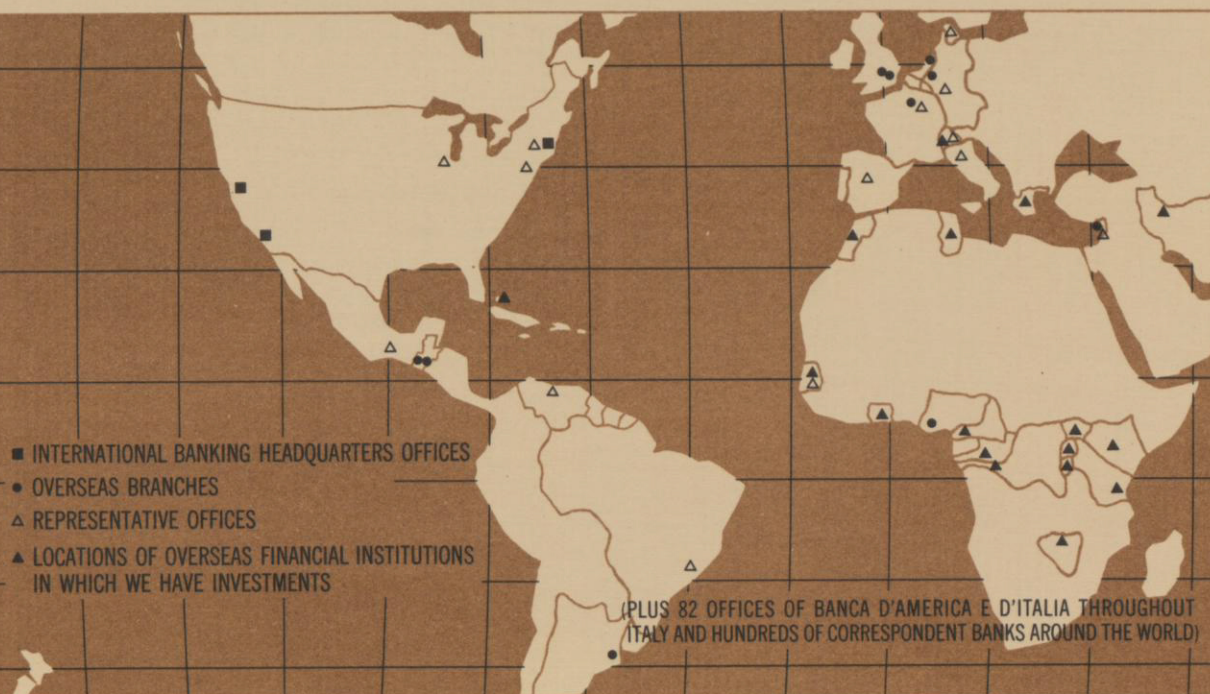 INTERNATIONAL BANKING HEADQUARTERS OFFICES
OVERSEAS BRANCHES
REPRESENTATIVE OFFICES
LOCATIONS OF OVERSEAS FINANCIAL INSTITUTIONS
IN WHICH WE HAVE INVESTMENTS
(PLUS 82 OFFICES OF BANCA D'AMERICA E D'ITALIA THROUGHOUT
ITALY AND HUNDREDS OF CORRESPONDENT BANKS AROUND THE WORLD)